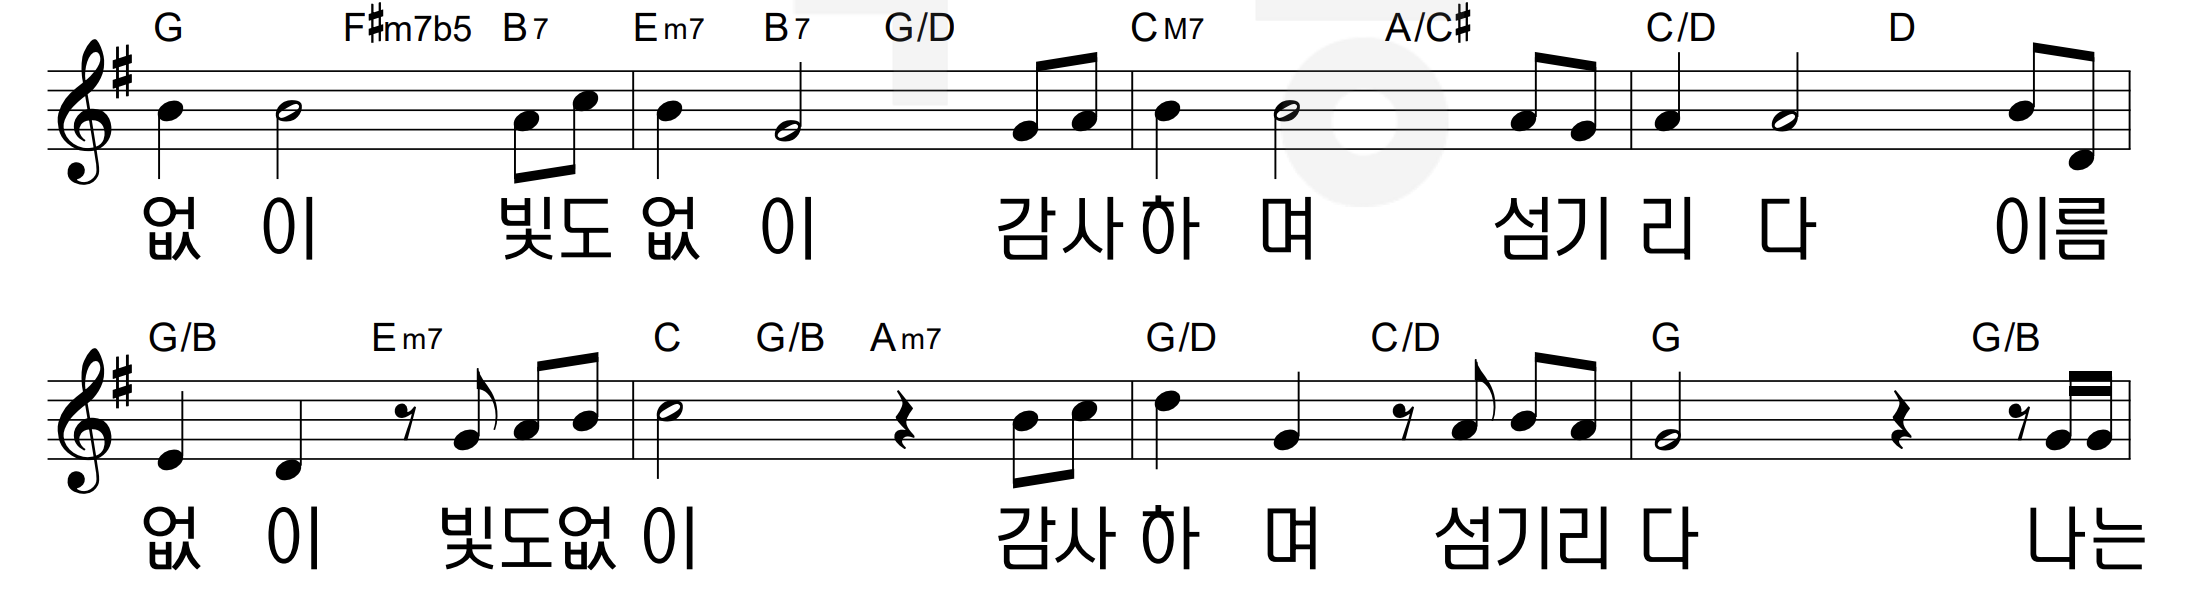 G F♯m7b5 B7 Em7 B7 G/D CM7 A/C♯ C/D D
없 이 빛도 없 이 감사 하 며 섬기 리 다 이름
G/B Em7 C G/B Am7 G/D C/D G G/B
없 이 빛도없 이 감사 하 며 섬기리 다 나는